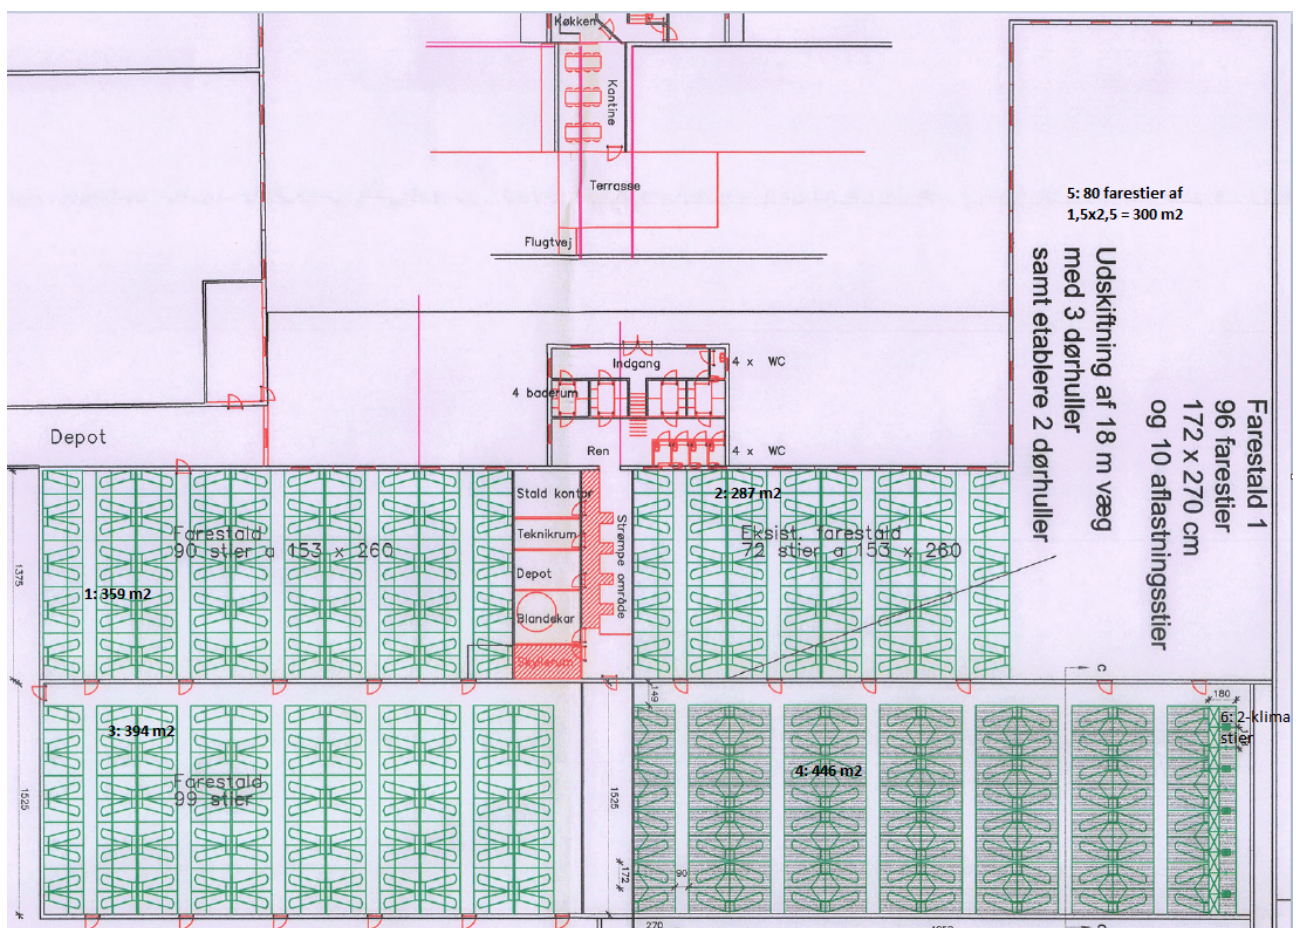 Køkken
Kantine
Terrasse
Flugtvej
5: 80 farestier af
1,5x2,5 = 300 m2
Udskiftning af 18 m væg
med 3 dørhuller
samt etablere 2 dørhuller
Farestald 1
96 farestier
172 x 270 cm
og 10 aflastningsstier
Indgang
4 x WC
4 baderum
Depot
Ren
4 x WC
Stald kontor
Teknikrum
Depot
Blandekar
Skyllerum
Strømpe område
2: 287 m2
Eksist. farestald
72 stier a 153 x 260
Farestald
90 stier a 153 x 260
1: 359 m2
1375
c
149
180
6: 2-klima
stier
3: 394 m2
Farestald
99 stier
4: 446 m2
1525
1525
172
90
270